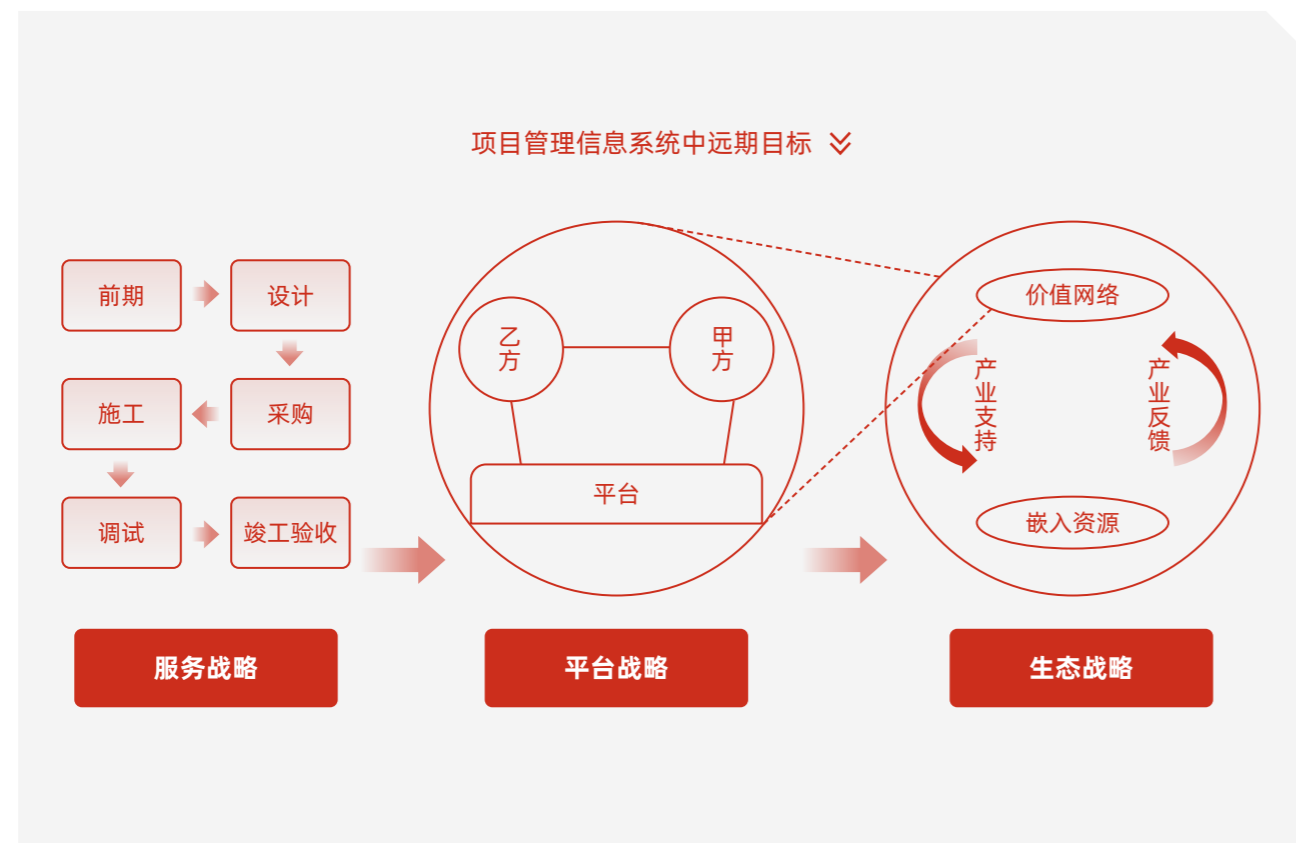 项目管理信息系统中远期目标
前期
设计
施工
采购
调试
竣工验收
服务战略
乙方
甲方
平台
平台战略
价值网络
产业支持
产业反馈
嵌入资源
生态战略